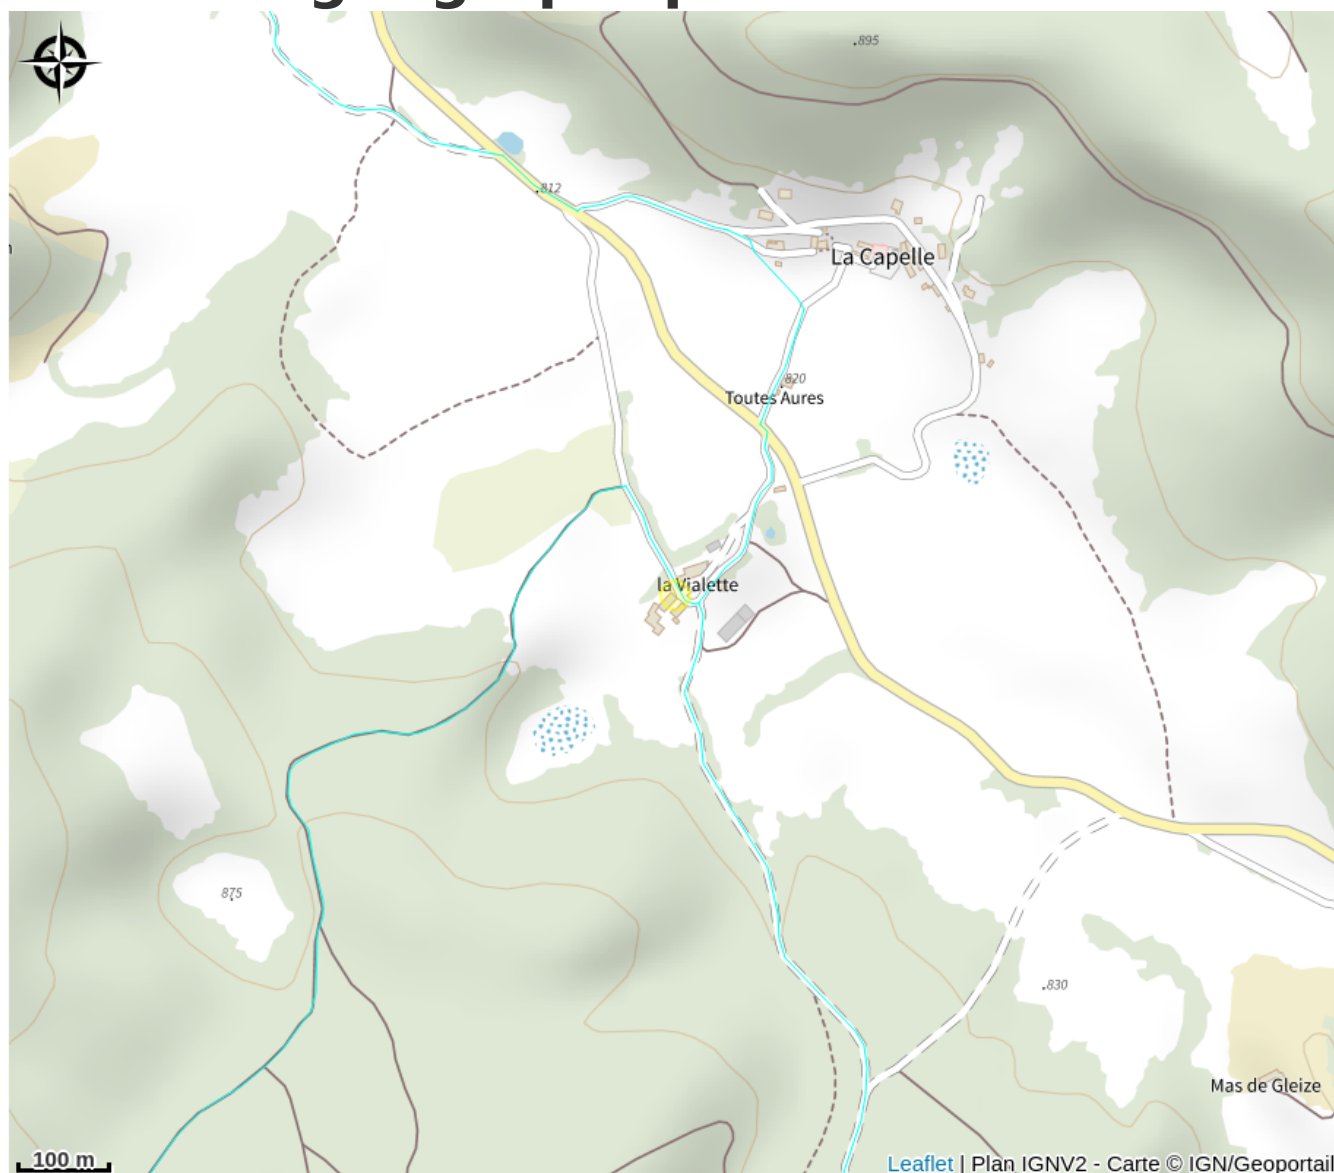 895
812
La Capelle
820
Toutes Aures
la Vialette
875
830
Mas de Gleize
100 m
Leaflet | Plan IGNV2 - Carte © IGN/Geoportail